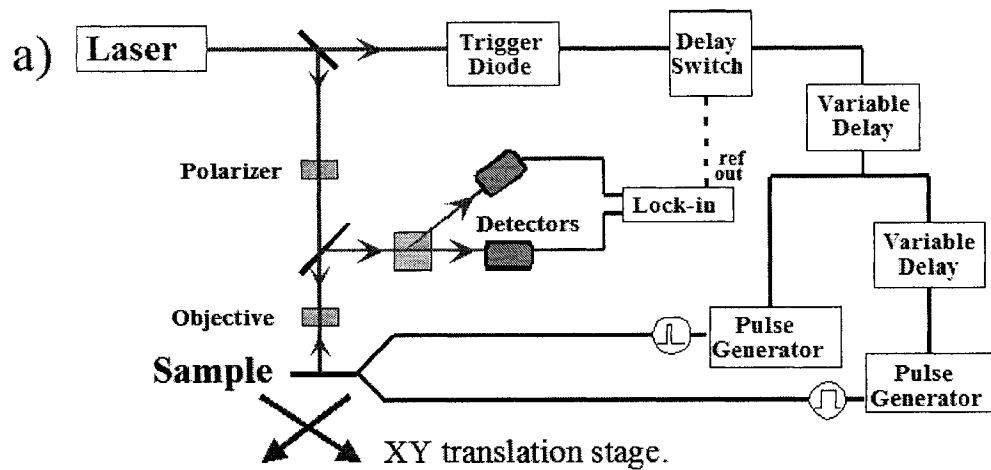 a)
Laser
Trigger
Diode
Delay
Switch
Variable
Delay
Polarizer
ref
out
Lock-in
Detectors
Variable
Delay
Objective
Pulse
Generator
Sample
Pulse
Generator
XY translation stage.